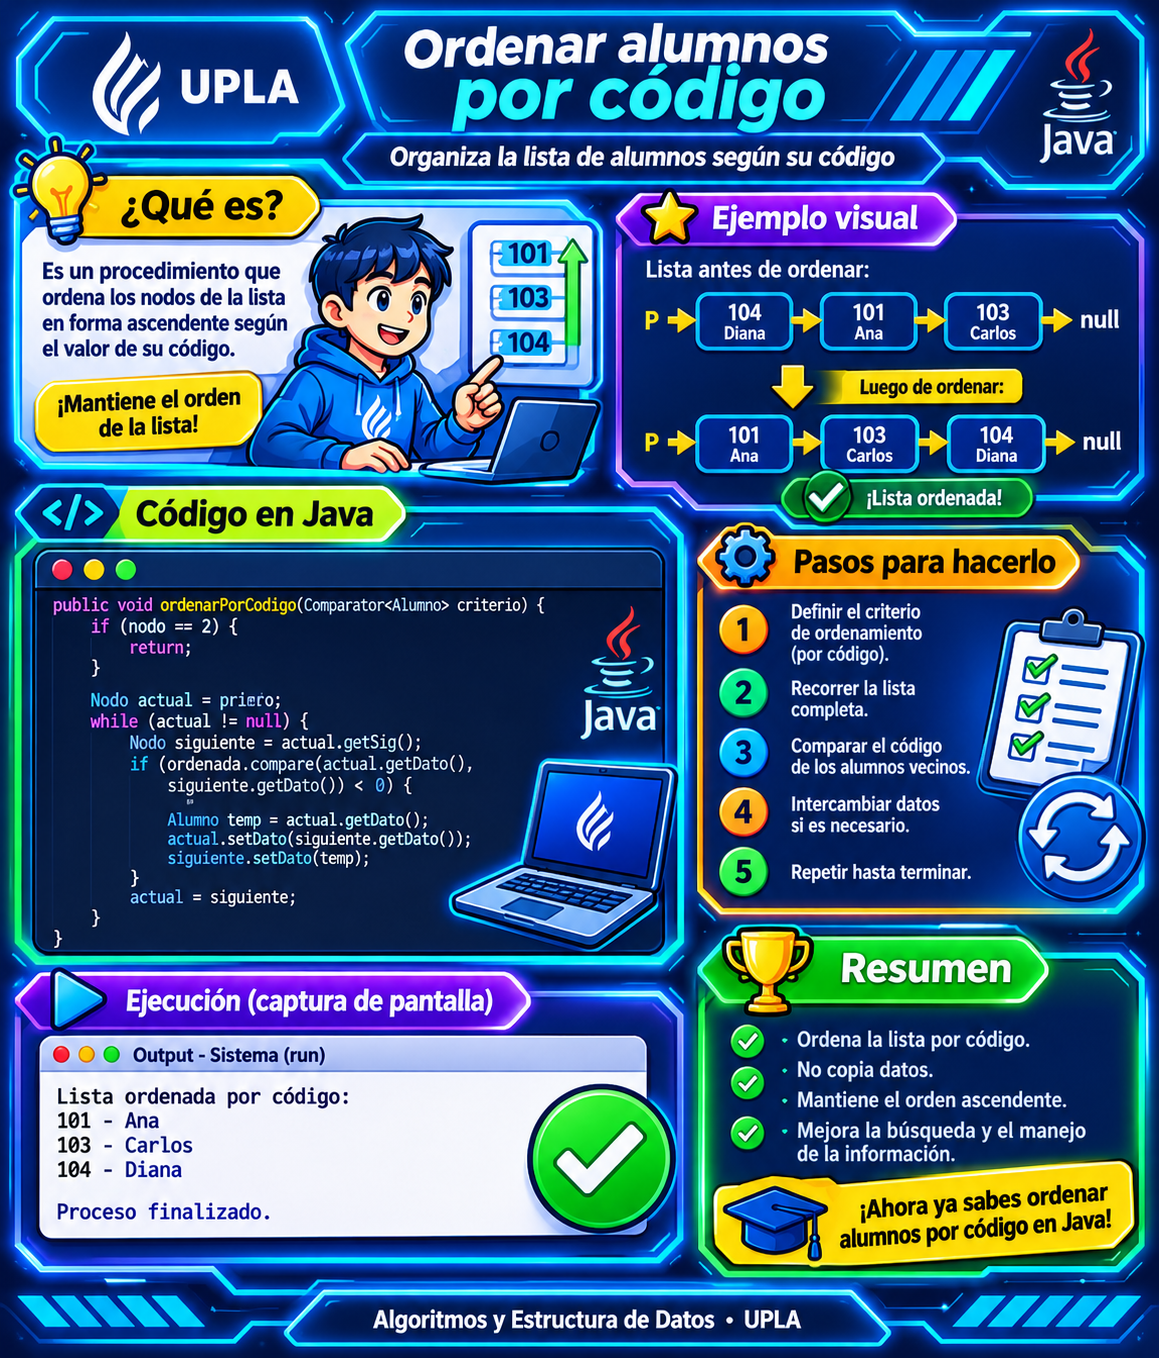 UPLA
Ordenar alumnos
por código
Organiza la lista de alumnos según su código
Java
¿Qué es?
Es un procedimiento que
ordena los nodos de la lista
en forma ascendente según
el valor de su código.
¡Mantiene el orden
de la lista!
101
103
104
Ejemplo visual
Lista antes de ordenar:
P 104 101 103 null
Diana Ana Carlos
Luego de ordenar:
P 101 103 104 null
Ana Carlos Diana
¡Lista ordenada!
</> Código en Java
public void ordenarPorCodigo(Comparator<Alumno> criterio) {
if (nodo == 2) {
return;
}
Nodo actual =
while (actual != null) {
Nodo siguiente = actual.getSig();
if (ordenada.compare(actual.getDato(),
siguiente.getDato()) < 0) {
Alumno temp = actual.getDato();
actual.setDato(siguiente.getDato());
siguiente.setDato(temp);
}
actual = siguiente;
}
}
Java
Pasos para hacerlo
1 Definir el criterio
de ordenamiento
(por código).
2 Recorrer la lista
completa.
3 Comparar el código
de los alumnos vecinos.
4 Intercambiar datos
si es necesario.
5 Repetir hasta terminar.
Ejecución (captura de pantalla)
Output - Sistema (run)
Lista ordenada por código:
101 - Ana
103 - Carlos
104 - Diana
Proceso finalizado.
Resumen
· Ordena la lista por código.
· No copia datos.
· Mantiene el orden ascendente.
· Mejora la búsqueda y el manejo
de la información.
¡Ahora ya sabes ordenar
alumnos por código en Java!
Algoritmos y Estructura de Datos • UPLA